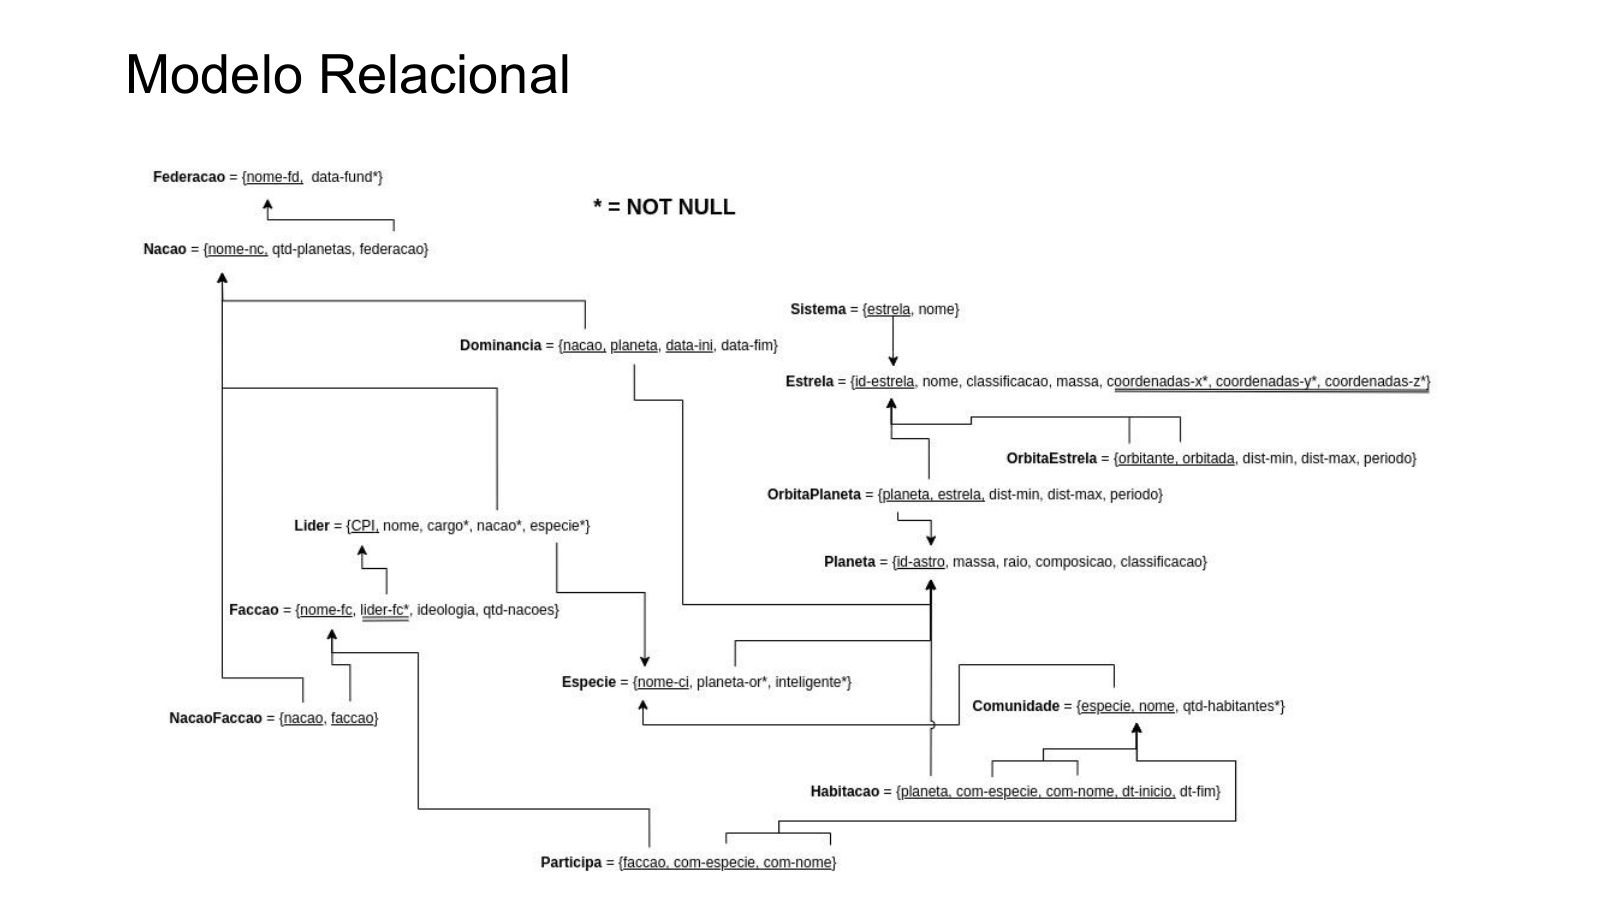 Modelo Relacional
Federacao = {nome-fd, data-fund*}
* = NOT NULL
Nacao = {nome-nc, qtd-planetas, federacao}
Sistema = {estrela, nome}
Dominancia = {nacao, planeta, data-ini, data-fim}
Estrela = {id-estrela, nome, classificacao, massa, coordenadas-x*, coordenadas-y*, coordenadas-z*}
OrbitaEstrela = {orbitante, orbitada, dist-min, dist-max, periodo}
OrbitaPlaneta = {planeta, estrela, dist-min, dist-max, periodo}
Lider = {CPI, nome, cargo*, nacao*, especie*}
Planeta = {id-astro, massa, raio, composicao, classificacao}
Faccao = {nome-fc, lider-fc*, ideologia, qtd-nacoes}
Especie = {nome-ci, planeta-or*, inteligente*}
Comunidade = {especie, nome, qtd-habitantes*}
NacaoFaccao = {nacao, faccao}
Habitacao = {planeta, com-especie, com-nome, dt-inicio, dt-fim}
Participa = {faccao, com-especie, com-nome}